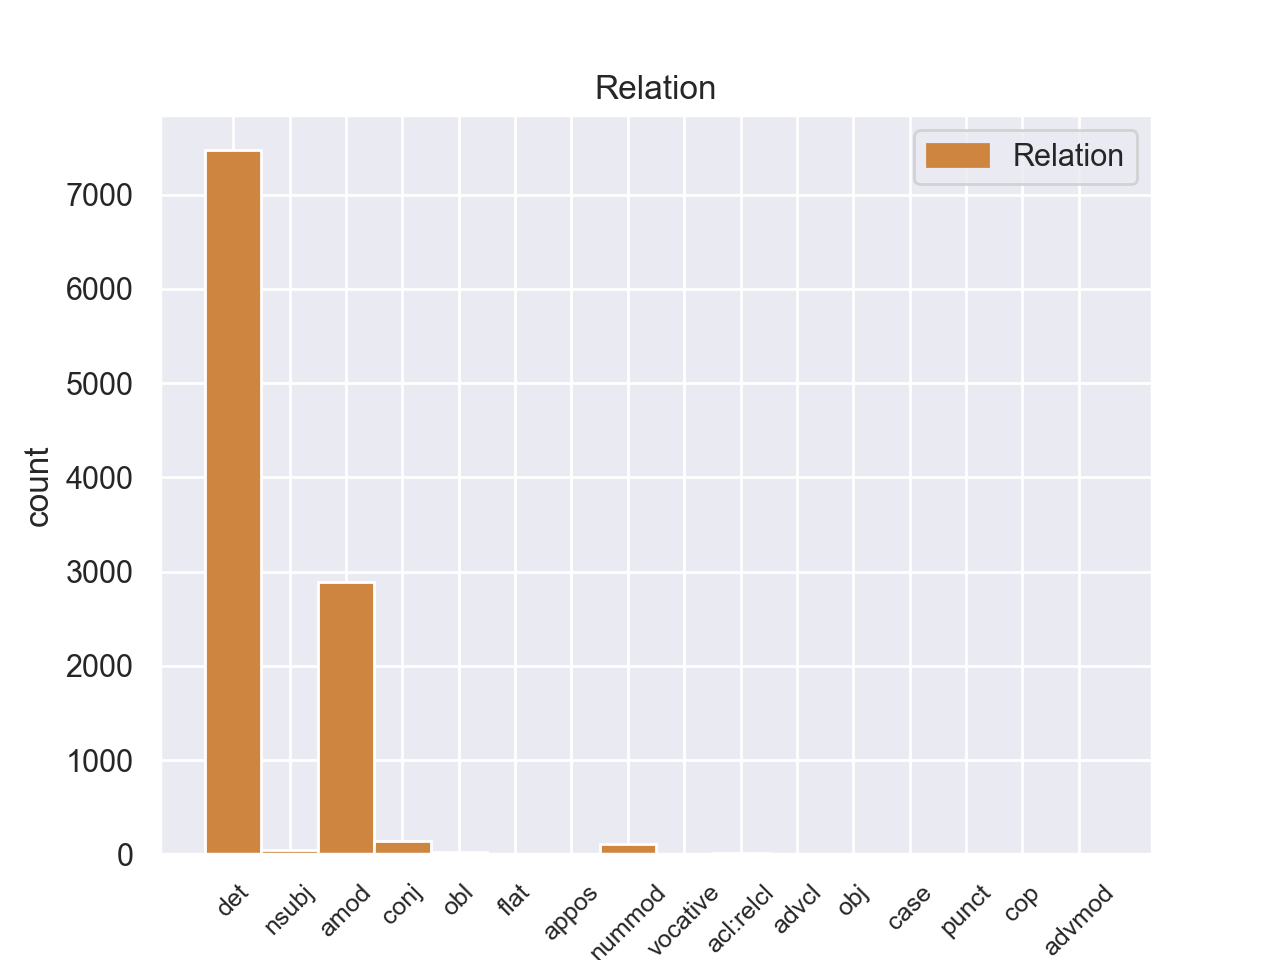 Relation
Relation
7000
6000
5000
4000
3000
2000
1000
0
count
det
nsubj
amod
conj
obl
flat
appos
nummod
vocative
acl:relcl
advcl
obj
case
punct
cop
advmod